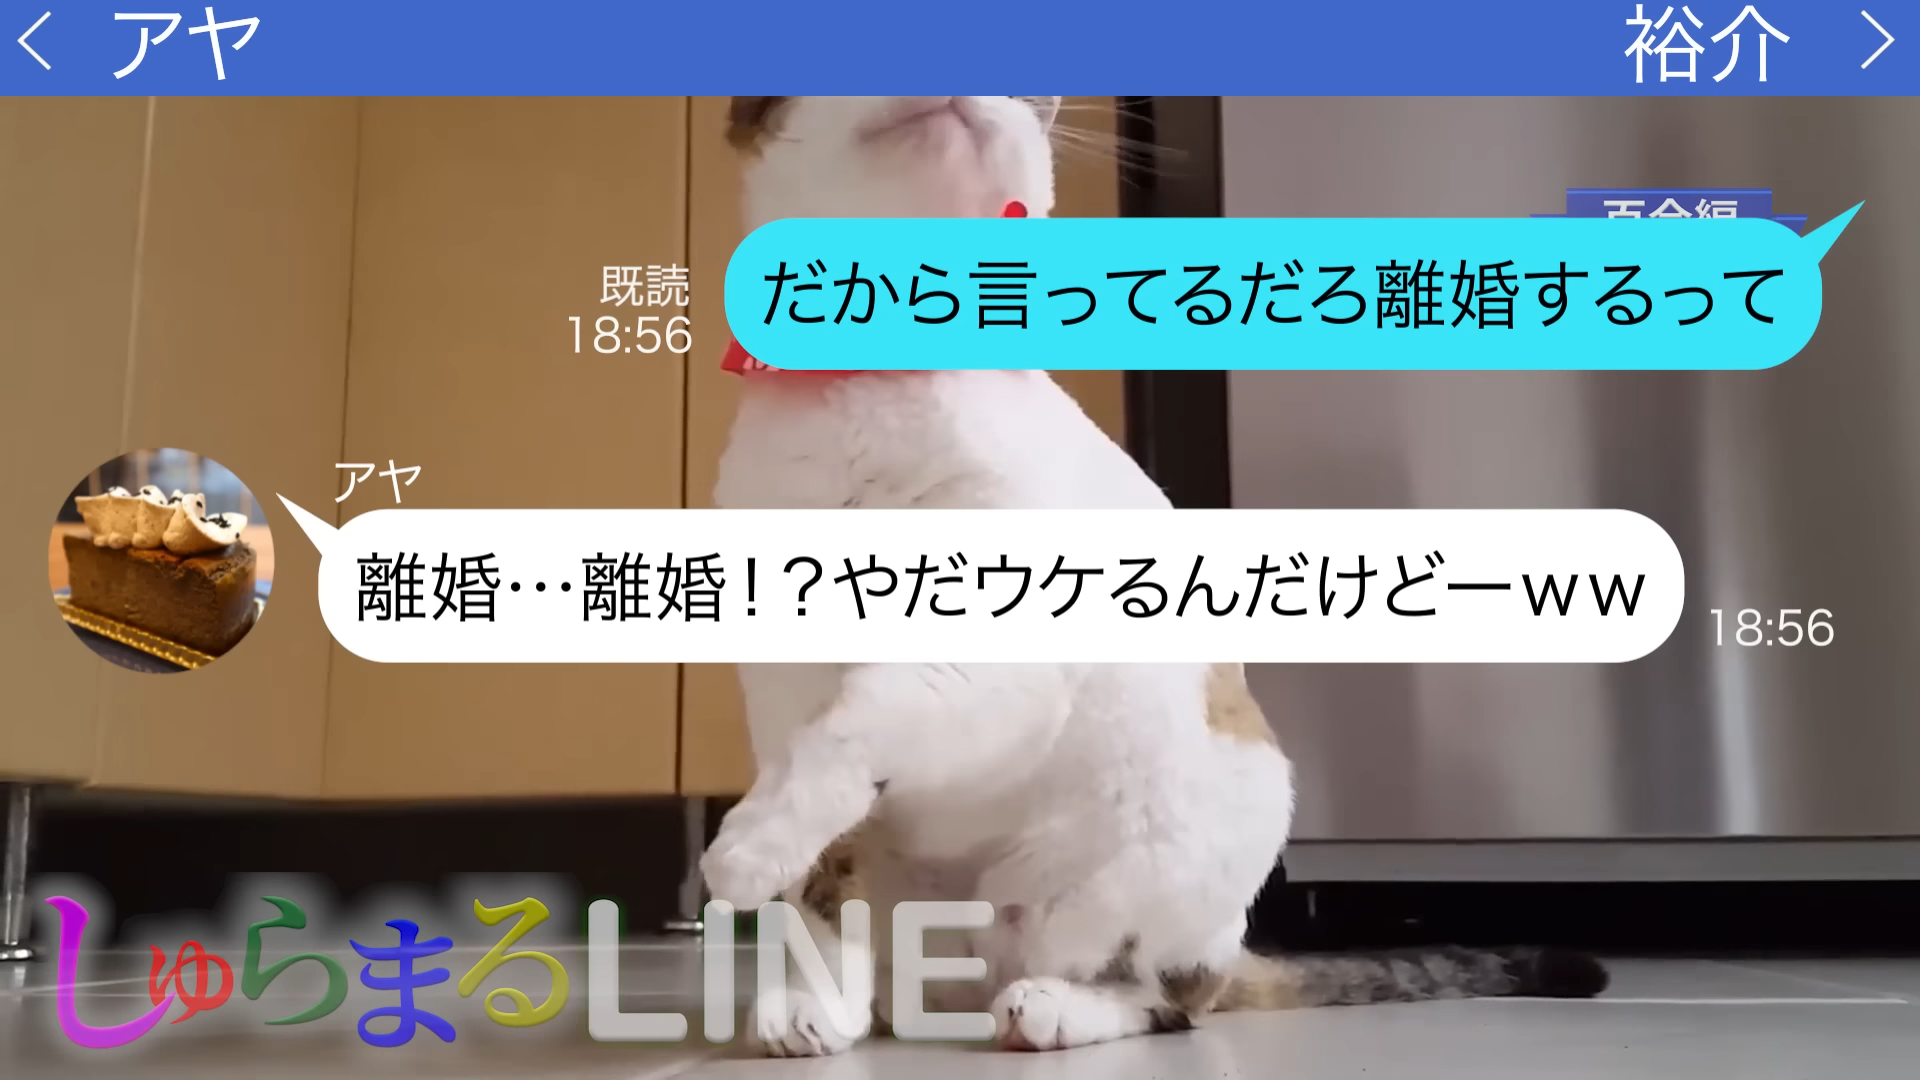 アヤ
裕介
既読
18:56
だから言ってるだろ離婚するって
アヤ
離婚…離婚！？やだウケるんだけどーｗｗ
18:56
しゅらまるLINE